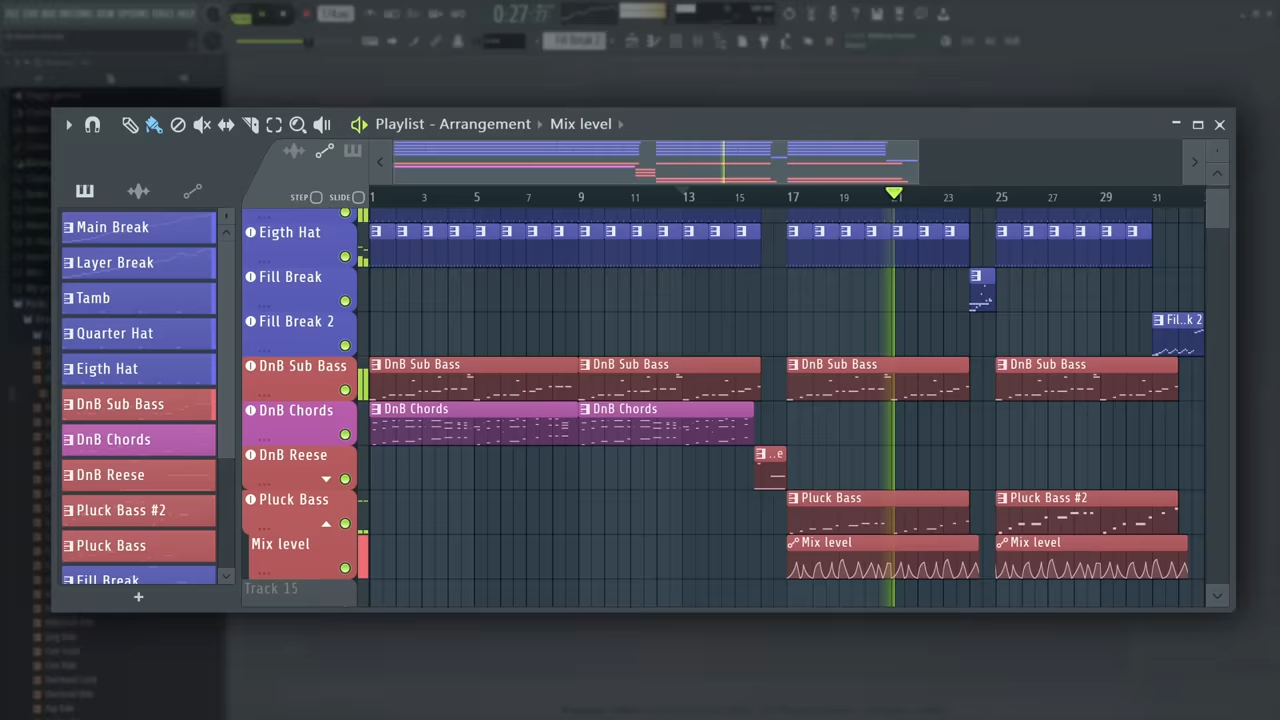 0:27
Fill Break 2
Playlist - Arrangement Mix level
STEP SLIDE 1 3 5 7 9 11 13 15 17 19 21 23 25 27 29 31
Main Break
Layer Break
Tamb
Quarter Hat
Eigth Hat
DnB Sub Bass
DnB Chords
DnB Reese
Pluck Bass #2
Pluck Bass
Fill Break
+
Eigth Hat
Fill Break
Fill Break 2 Fil..k 2
DnB Sub Bass DnB Sub Bass DnB Sub Bass DnB Sub Bass DnB Sub Bass
DnB Chords DnB Chords DnB Chords
DnB Reese ..e
Pluck Bass Pluck Bass Pluck Bass #2
Mix level Mix level Mix level
Track 15